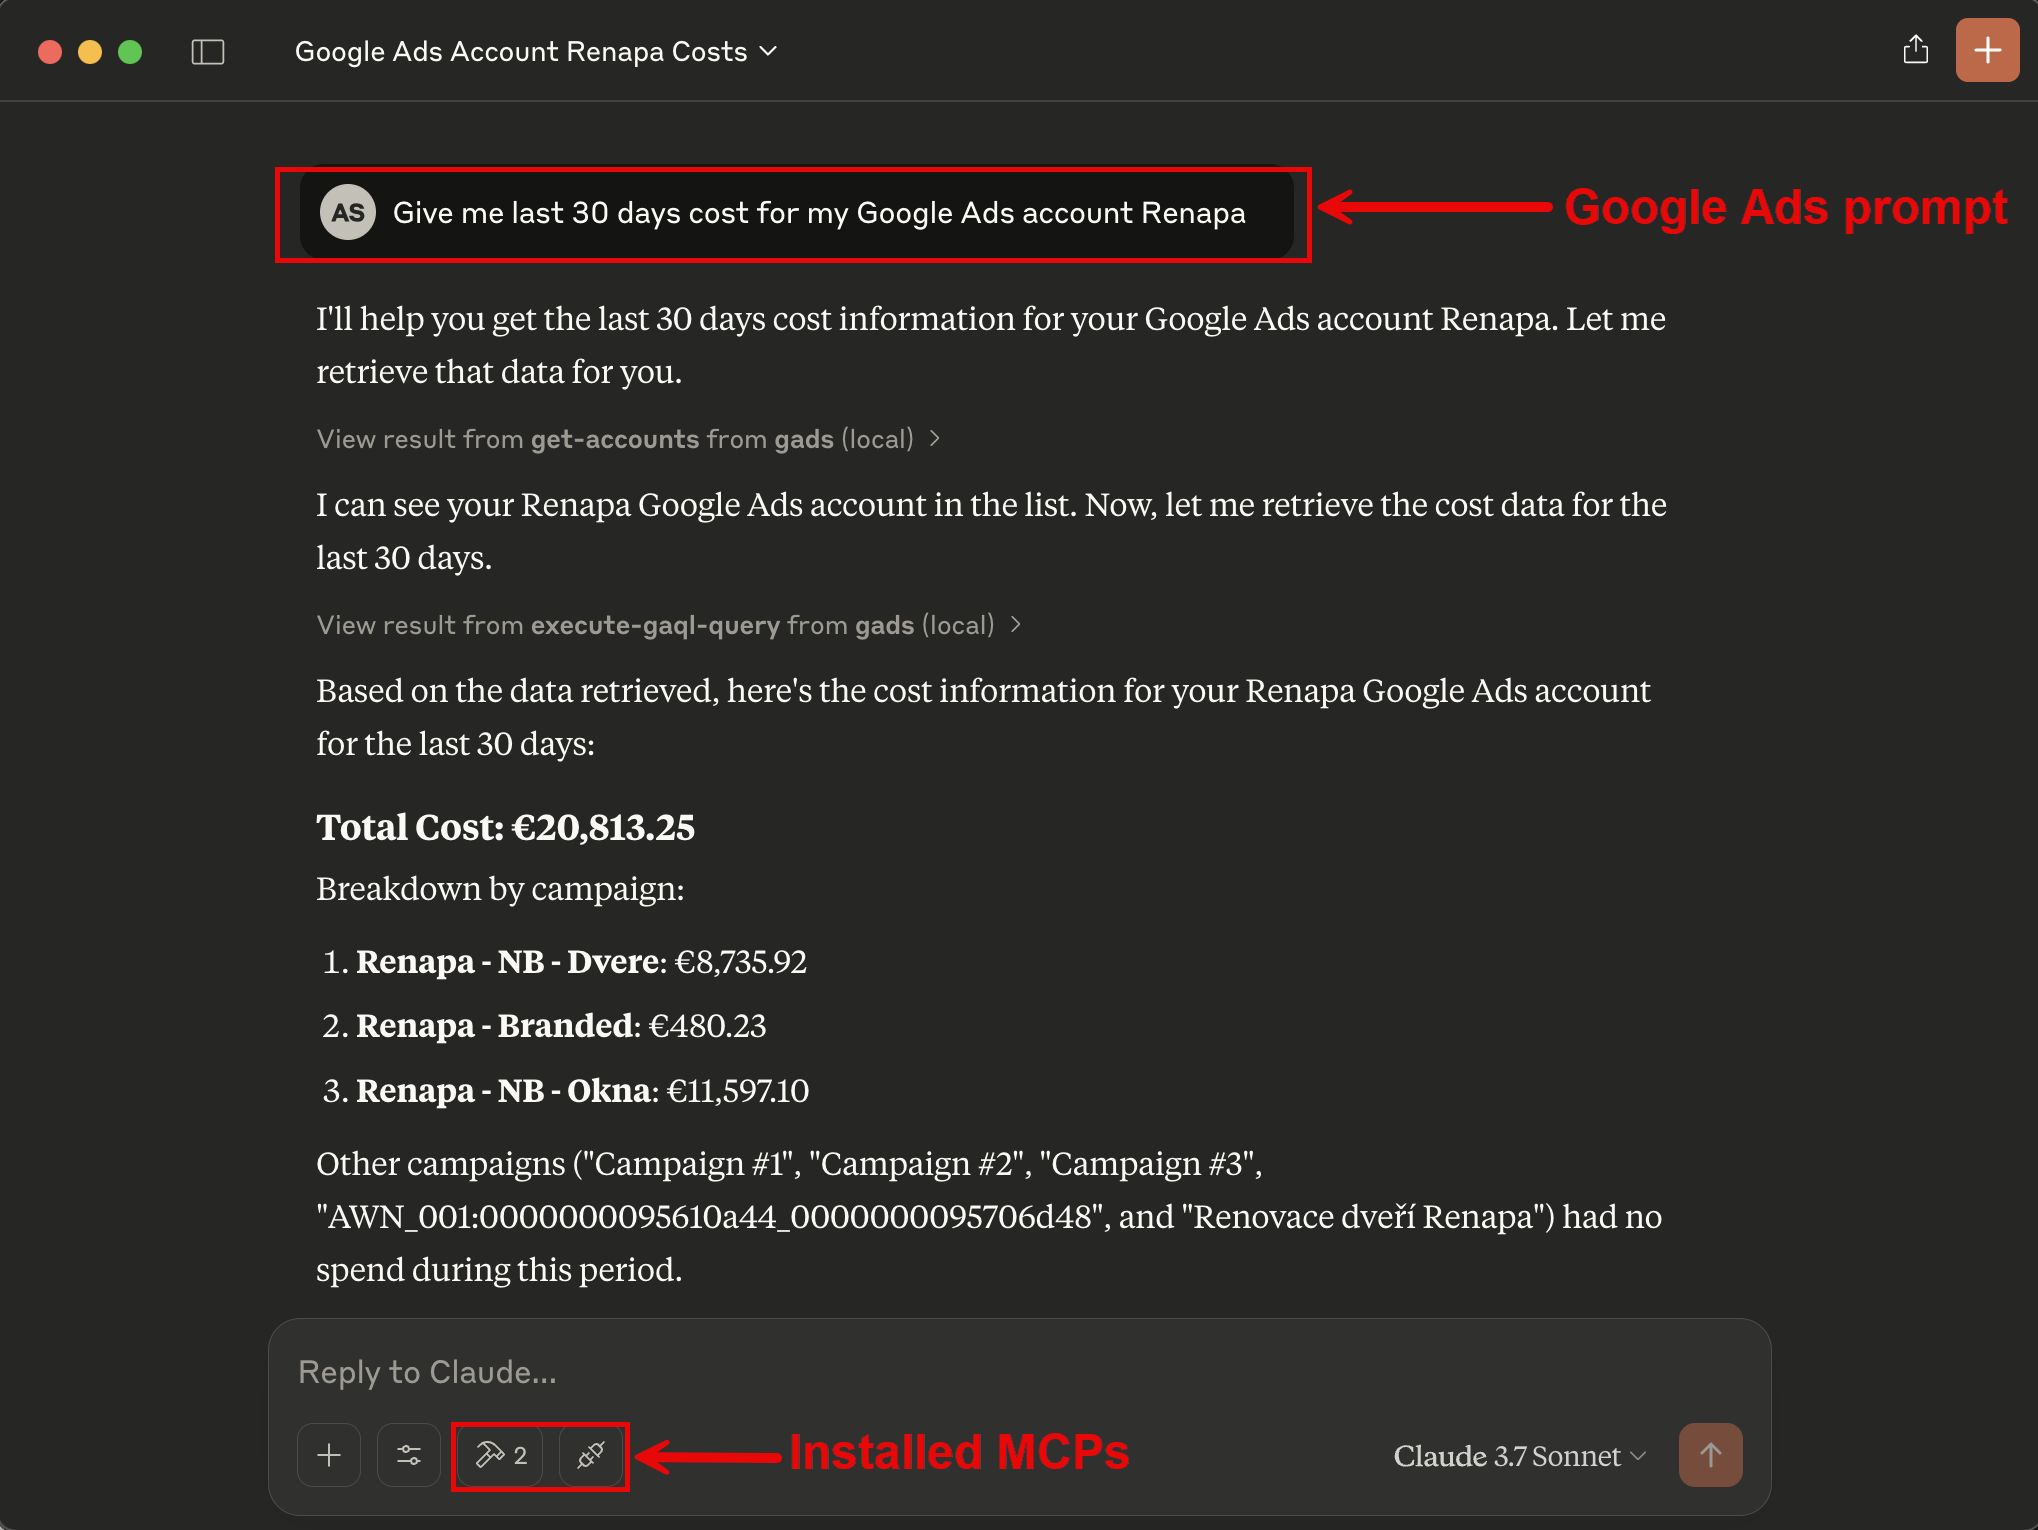 Google Ads Account Renapa Costs
AS Give me last 30 days cost for my Google Ads account Renapa
Google Ads prompt
I'll help you get the last 30 days cost information for your Google Ads account Renapa. Let me
retrieve that data for you.
View result from get-accounts from gads (local)
I can see your Renapa Google Ads account in the list. Now, let me retrieve the cost data for the
last 30 days.
View result from execute-gaql-query from gads (local)
Based on the data retrieved, here's the cost information for your Renapa Google Ads account
for the last 30 days:
Total Cost: €20,813.25
Breakdown by campaign:
1. Renapa - NB - Dvere: €8,735.92
2. Renapa - Branded: €480.23
3. Renapa - NB - Okna: €11,597.10
Other campaigns ("Campaign #1", "Campaign #2", "Campaign #3",
"AWN_001:0000000095610a44_0000000095706d48", and "Renovace dveří Renapa") had no
spend during this period.
Reply to Claude...
2
Installed MCPs
Claude 3.7 Sonnet